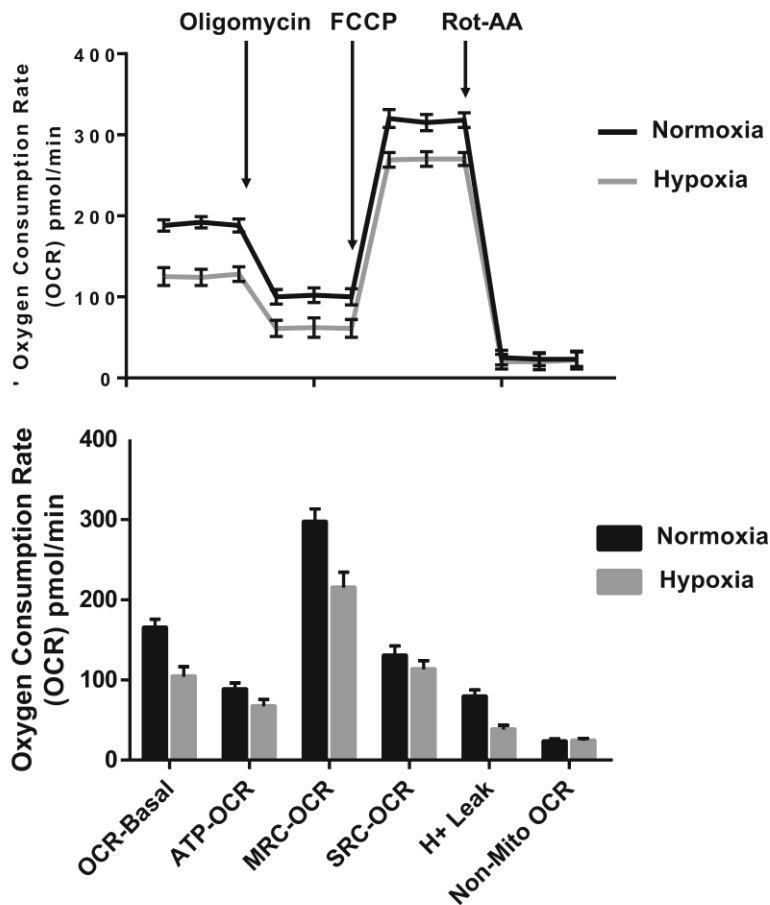 Oligomycin FCCP Rot-AA
' Oxygen Consumption Rate
(OCR) pmol/min
400
300
200
100
0
Normoxia
Hypoxia
Oxygen Consumption Rate
(OCR) pmol/min
400
300
200
100
0
Normoxia
Hypoxia
OCR-Basal
ATP-OCR
MRC-OCR
SRC-OCR
H+ Leak
Non-Mito OCR